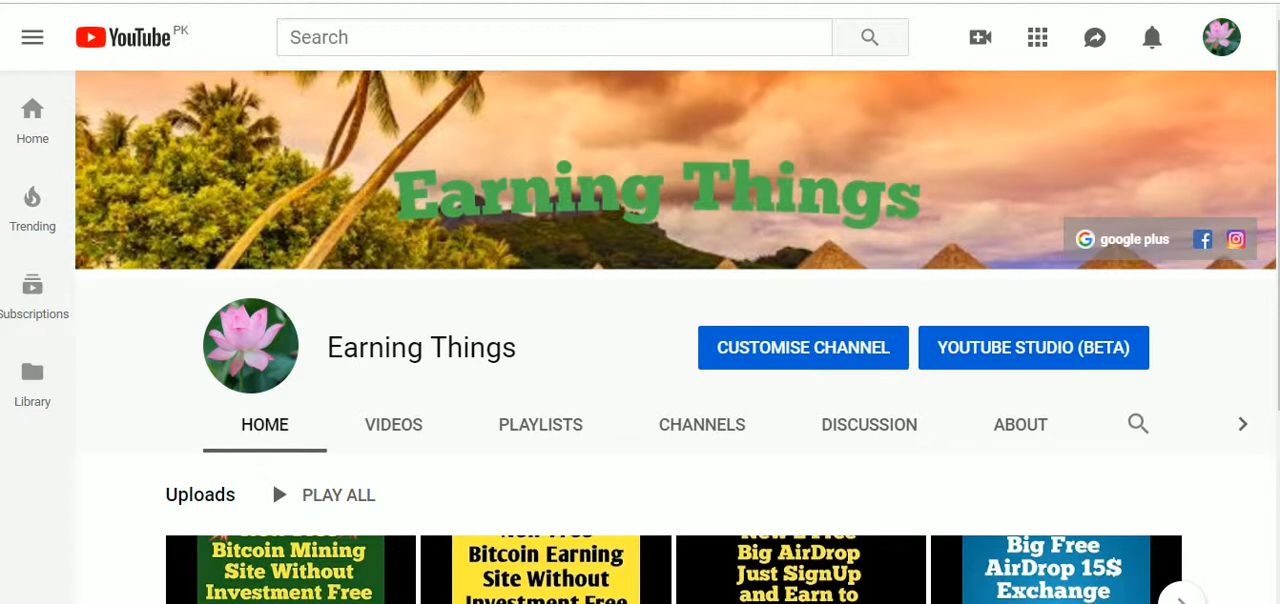 YouTube PK
Search
Home
Trending
Subscriptions
Library
Earning Things
google plus
Earning Things
CUSTOMISE CHANNEL
YOUTUBE STUDIO (BETA)
HOME
VIDEOS
PLAYLISTS
CHANNELS
DISCUSSION
ABOUT
Uploads
PLAY ALL
Bitcoin Mining
Site Without
Investment Free
Bitcoin Earning
Site Without
Investment Free
Big AirDrop
Just SignUp
and Earn to
Big Free
AirDrop 15$
Exchange